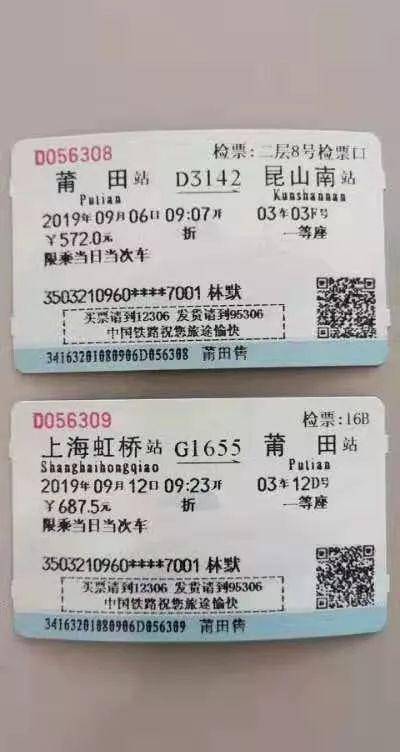 D056308 检票:二层8号检票口
莆田站 D3142 昆山南站
Putian Kunshannan
2019年09月06日09:07开 03车03F号
￥572.0元 折 一等座
限乘当日当次车
3503210960****7001 林默
买票请到12306 发货请到95306
中国铁路祝您旅途愉快
34163201080906D056308 莆田售
D056309 检票:16B
上海虹桥站 G1655 莆田站
Shanghaihongqiao Putian
2019年09月12日09:23开 03车12D号
￥687.5元 折 一等座
限乘当日当次车
3503210960****7001 林默
买票请到12306 发货请到95306
中国铁路祝您旅途愉快
34163201080906D056309 莆田售